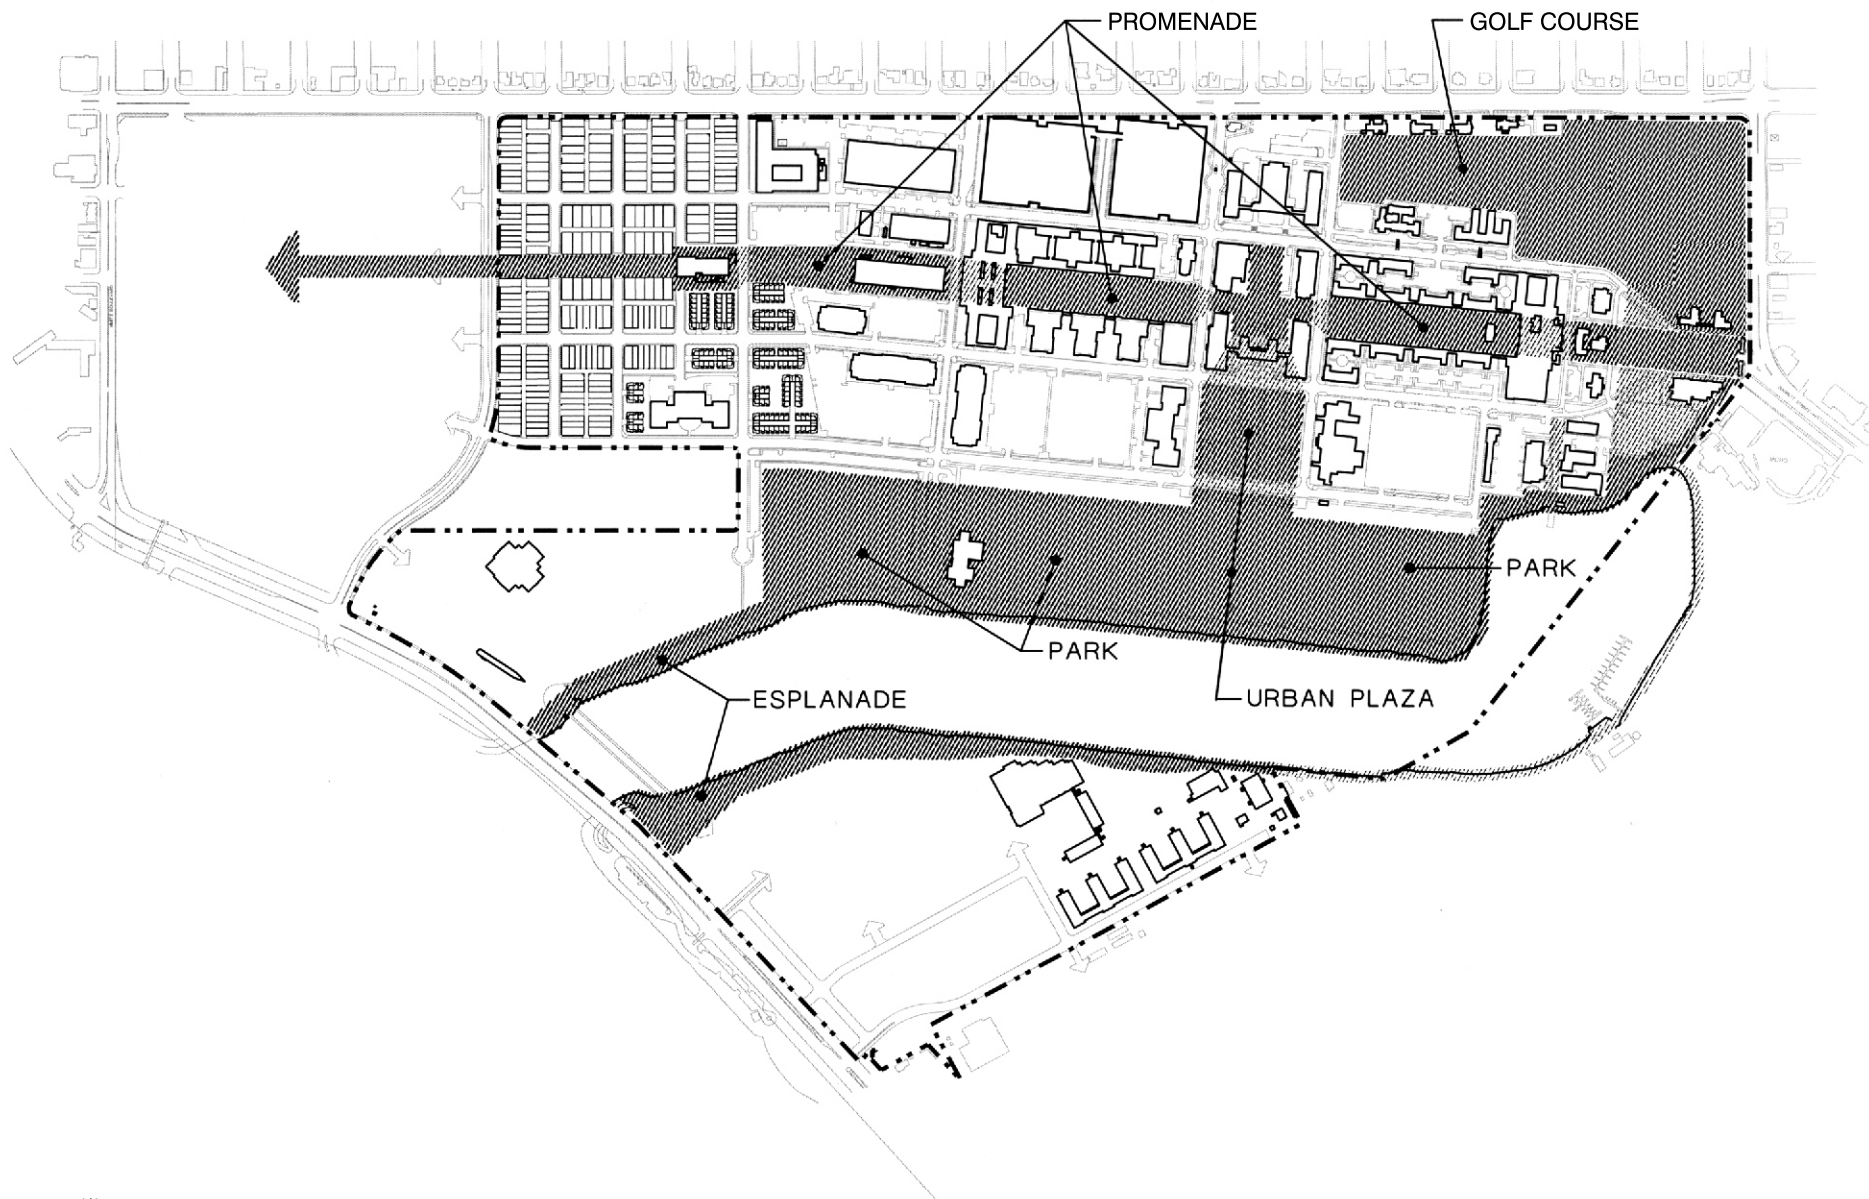 PROMENADE
GOLF COURSE
PARK
PARK
ESPLANADE
URBAN PLAZA